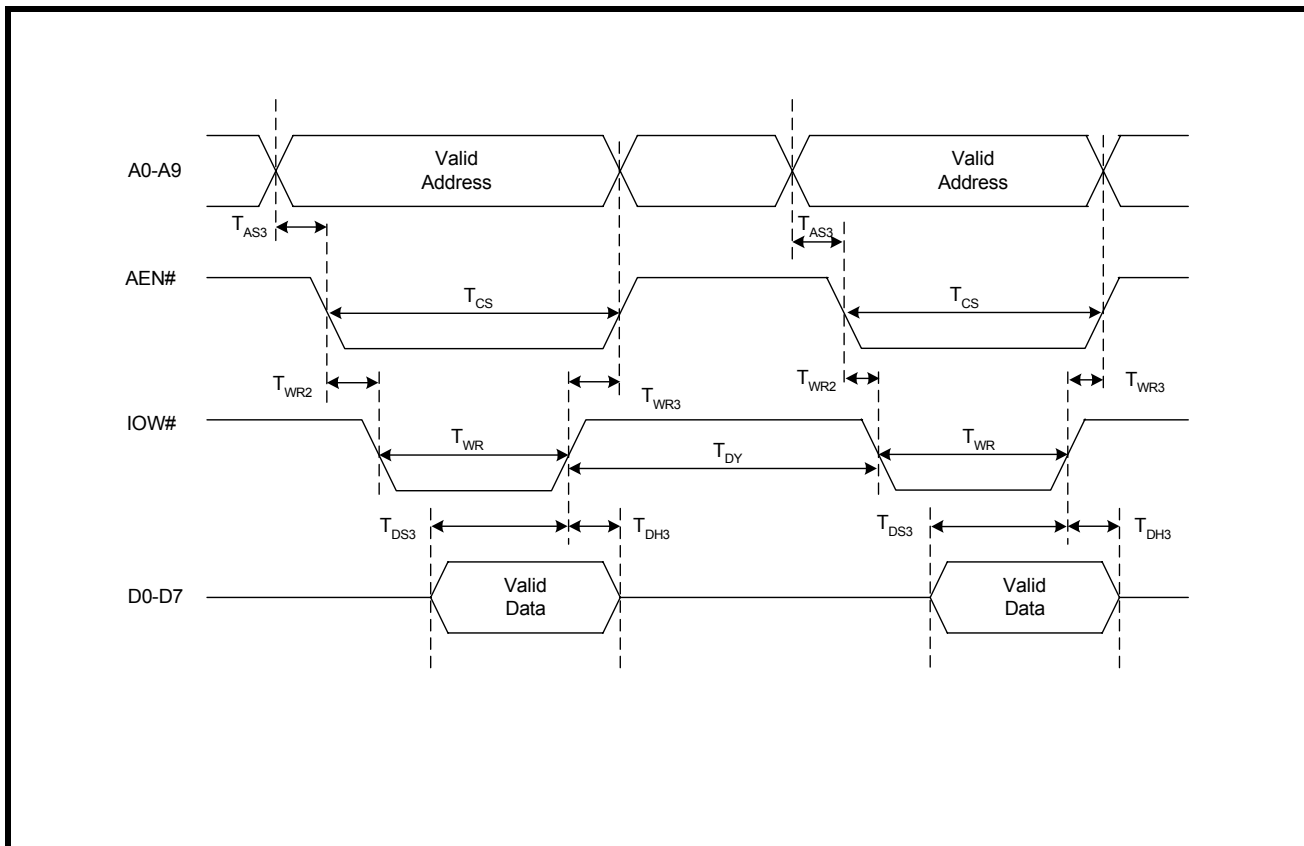 A0-A9
Valid
Address
Valid
Address
TAS3
TAS3
AEN#
TCS
TCS
TWR2
TWR3
TWR2
TWR3
IOW#
TWR
TDY
TWR
TDS3
TDH3
TDS3
TDH3
D0-D7
Valid
Data
Valid
Data